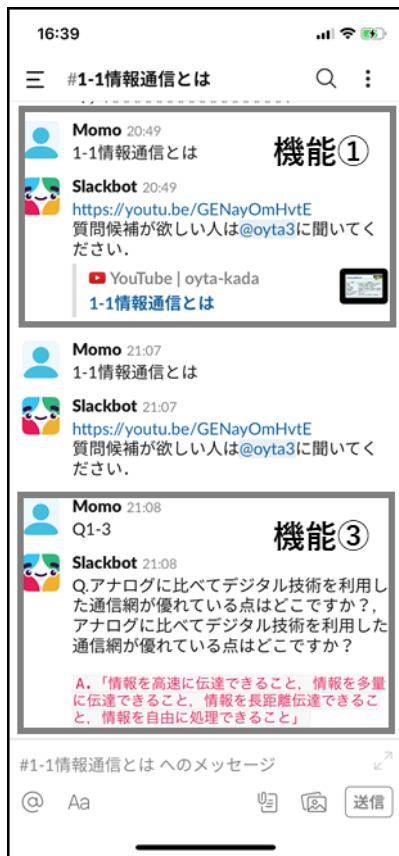 16:39
#1-1情報通信とは
Momo 20:49
1-1情報通信とは
機能①
Slackbot 20:49
https://youtu.be/GENayOmHvtE
質問候補が欲しい人は@oyta3に聞いてく
ださい.
YouTube | oyta-kada
1-1情報通信とは
Momo 21:07
1-1情報通信とは
Slackbot 21:07
https://youtu.be/GENayOmHvtE
質問候補が欲しい人は@oyta3に聞いてく
ださい.
Momo 21:08
Q1-3
機能③
Slackbot 21:08
Q.アナログに比べてデジタル技術を利用し
た通信網が優れている点はどこですか?,
アナログに比べてデジタル技術を利用した
通信網が優れている点はどこですか?
A.「情報を高速に伝達できること, 情報を多量
に伝達できること, 情報を長距離伝達できるこ
と, 情報を自由に処理できること」
#1-1情報通信とは へのメッセージ
@ Aa 送信